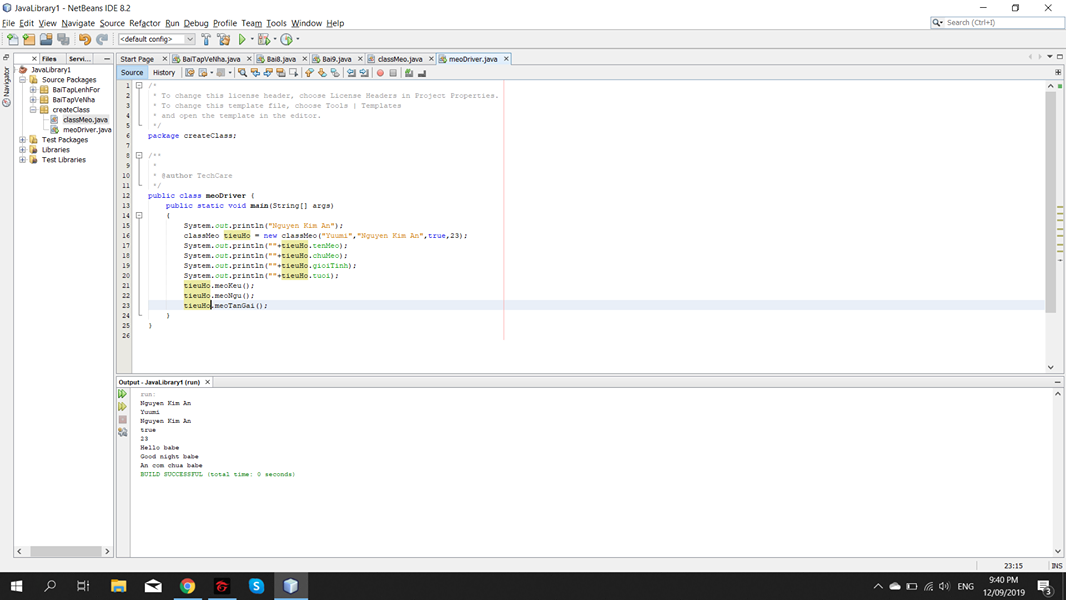 JavaLibrary1 - NetBeans IDE 8.2
File Edit View Navigate Source Refactor Run Debug Profile Team Tools Window Help
Search (Ctrl+I)
<default config>
Files Servi...
Start Page BaiTapVeNha.java Bai8.java Bai9.java classMeo.java meoDriver.java
Navigator
JavaLibrary1
Source Packages
BaiTapLenhFor
BaiTapVeNha
createClass
classMeo.java
meoDriver.java
Test Packages
Libraries
Test Libraries
Source History
1 /*
2 * To change this license header, choose License Headers in Project Properties.
3 * To change this template file, choose Tools | Templates
4 * and open the template in the editor.
5 */
6 package createClass;
7
8 /**
9 *
10 * @author TechCare
11 */
12 public class meoDriver {
13 public static void main(String[] args)
14 {
15 System.out.println("Nguyen Kim An");
16 classMeo tieuHo = new classMeo("Yuumi","Nguyen Kim An",true,23);
17 System.out.println(""+tieuHo.tenMeo);
18 System.out.println(""+tieuHo.chuMeo);
19 System.out.println(""+tieuHo.gioiTinh);
20 System.out.println(""+tieuHo.tuoi);
21 tieuHo.meoKeu();
22 tieuHo.meoNgu();
23 tieuHo.meoTanGai();
24 }
25 }
26
Output - JavaLibrary1 (run)
run:
Nguyen Kim An
Yuumi
Nguyen Kim An
true
23
Hello babe
Good night babe
An com chua babe
BUILD SUCCESSFUL (total time: 0 seconds)
23:15 INS
ENG
9:40 PM
12/09/2019
3